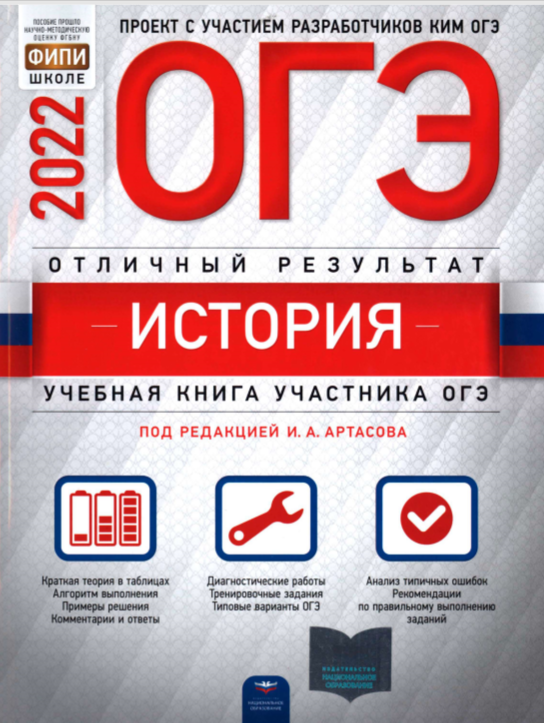 ПОСОБИЕ ПРОШЛО
НАУЧНО-МЕТОДИЧЕСКУЮ
ОЦЕНКУ ФГБНУ
ФИПИ
ШКОЛЕ
ПРОЕКТ С УЧАСТИЕМ РАЗРАБОТЧИКОВ КИМ ОГЭ
2022
ОГЭ
ОТЛИЧНЫЙ РЕЗУЛЬТАТ
ИСТОРИЯ
УЧЕБНАЯ КНИГА УЧАСТНИКА ОГЭ
ПОД РЕДАКЦИЕЙ И. А. АРТАСОВА
Краткая теория в таблицах
Алгоритм выполнения
Примеры решения
Комментарии и ответы
Диагностические работы
Тренировочные задания
Типовые варианты ОГЭ
Анализ типичных ошибок
Рекомендации
по правильному выполнению
заданий
ИЗДАТЕЛЬСТВО
НАЦИОНАЛЬНОЕ
ОБРАЗОВАНИЕ
НАЦИОНАЛЬНОЕ
ОБРАЗОВАНИЕ